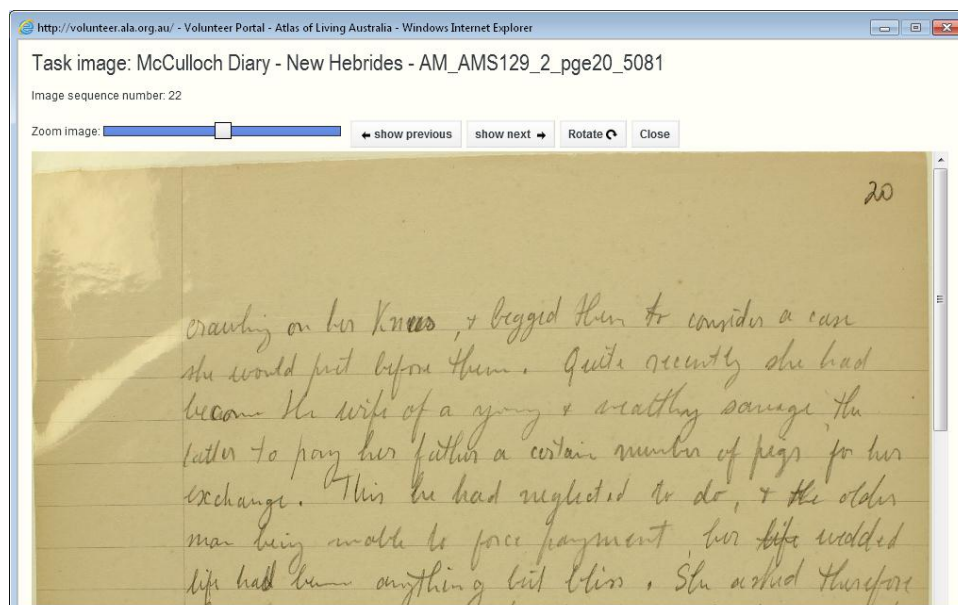 http://volunteer.ala.org.au/ - Volunteer Portal - Atlas of Living Australia - Windows Internet Explorer
Task image: McCulloch Diary - New Hebrides - AM_AMS129_2_pge20_5081
Image sequence number: 22
Zoom image:
show previous
show next
Rotate
Close
20
crawling on her Knees, & begged them to consider a case
she would put before them. Quite recently she had
become the wife of a young & wealthy savage, the
latter to pay her father a certain number of pigs for her
exchange. This he had neglected to do, & the older
man being unable to force payment, her life wedded
life had been anything but bliss. She asked therefore